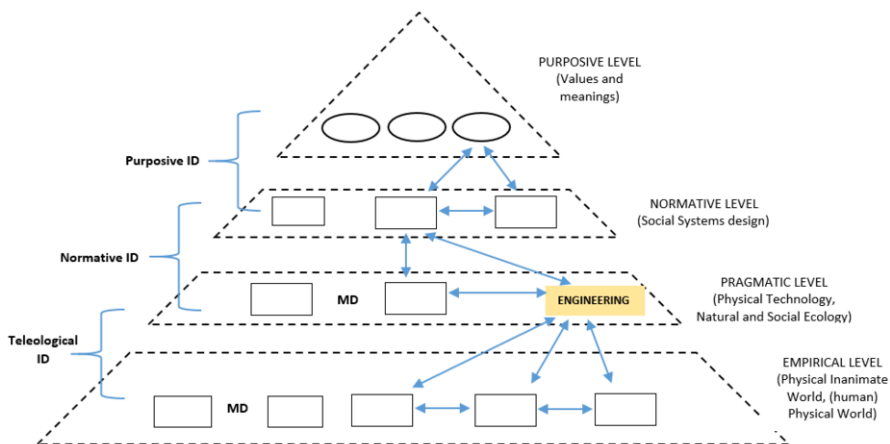 PURPOSIVE LEVEL
(Values and
meanings)
Purposive ID
NORMATIVE LEVEL
(Social Systems design)
Normative ID
MD
ENGINEERING
PRAGMATIC LEVEL
(Physical Technology,
Natural and Social Ecology)
Teleological
ID
MD
EMPIRICAL LEVEL
(Physical Inanimate
World, (human)
Physical World)